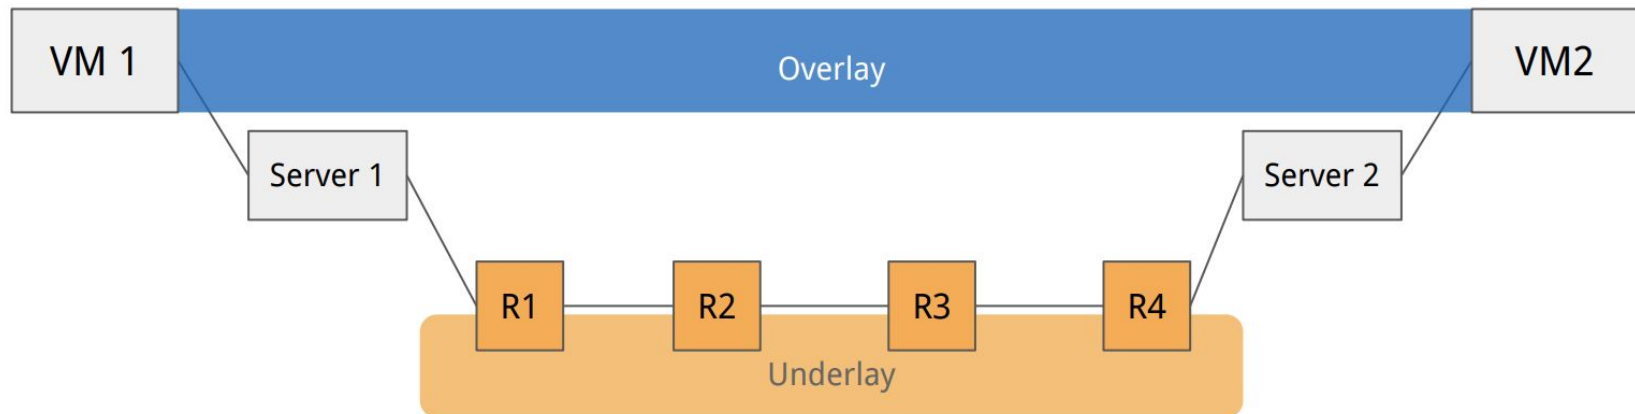 VM 1
Overlay
VM2
Server 1
Server 2
R1
R2
R3
R4
Underlay